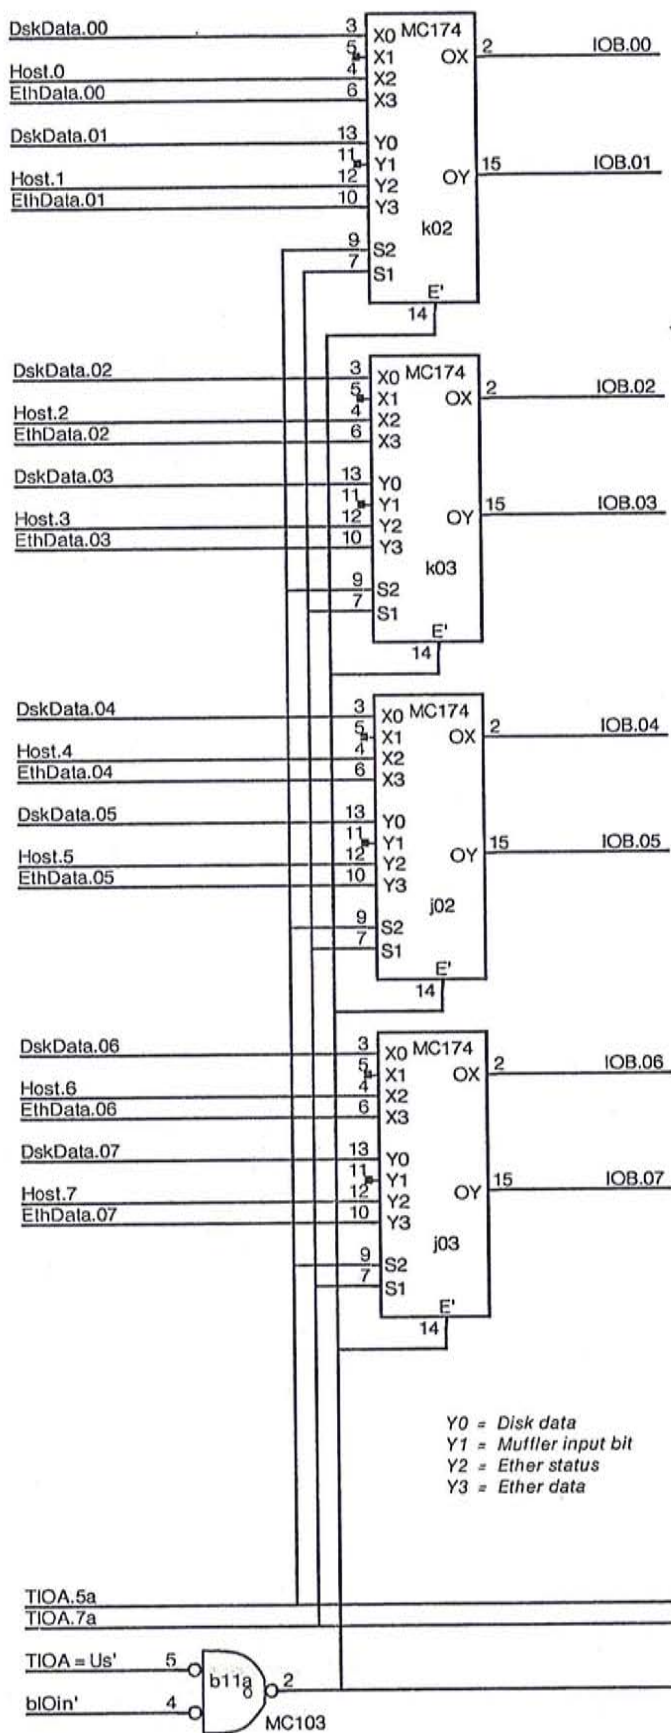 DskData.00 3 X0 MC174
5 X1 OX 2 IOB.00
Host.0 4 X2
EthData.00 6 X3
DskData.01 13 Y0
11 Y1
Host.1 12 Y2 OY 15 IOB.01
EthData.01 10 Y3
k02
9 S2
7 S1
E'
14
DskData.02 3 X0 MC174
5 X1 OX 2 IOB.02
Host.2 4 X2
EthData.02 6 X3
DskData.03 13 Y0
11 Y1
Host.3 12 Y2 OY 15 IOB.03
EthData.03 10 Y3
k03
9 S2
7 S1
E'
14
DskData.04 3 X0 MC174
5 X1 OX 2 IOB.04
Host.4 4 X2
EthData.04 6 X3
DskData.05 13 Y0
11 Y1
Host.5 12 Y2 OY 15 IOB.05
EthData.05 10 Y3
j02
9 S2
7 S1
E'
14
DskData.06 3 X0 MC174
5 X1 OX 2 IOB.06
Host.6 4 X2
EthData.06 6 X3
DskData.07 13 Y0
11 Y1
Host.7 12 Y2 OY 15 IOB.07
EthData.07 10 Y3
j03
9 S2
7 S1
E'
14
Y0 = Disk data
Y1 = Muffler input bit
Y2 = Ether status
Y3 = Ether data
TIOA.5a
TIOA.7a
TIOA = Us' 5
b11a 2
o
bIOin' 4
MC103